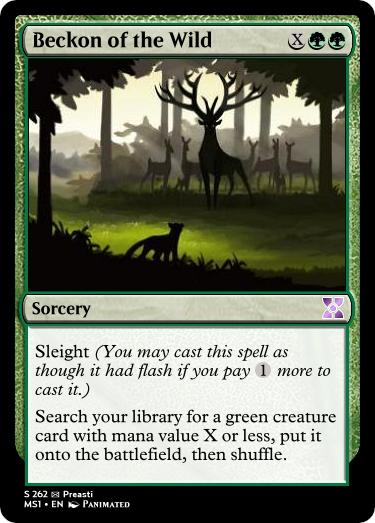 Beckon of the Wild X
Sorcery
Sleight (You may cast this spell as
though it had flash if you pay 1 more to
cast it.)
Search your library for a green creature
card with mana value X or less, put it
onto the battlefield, then shuffle.
S 262 Preasti
MS1 • EN PANIMATED